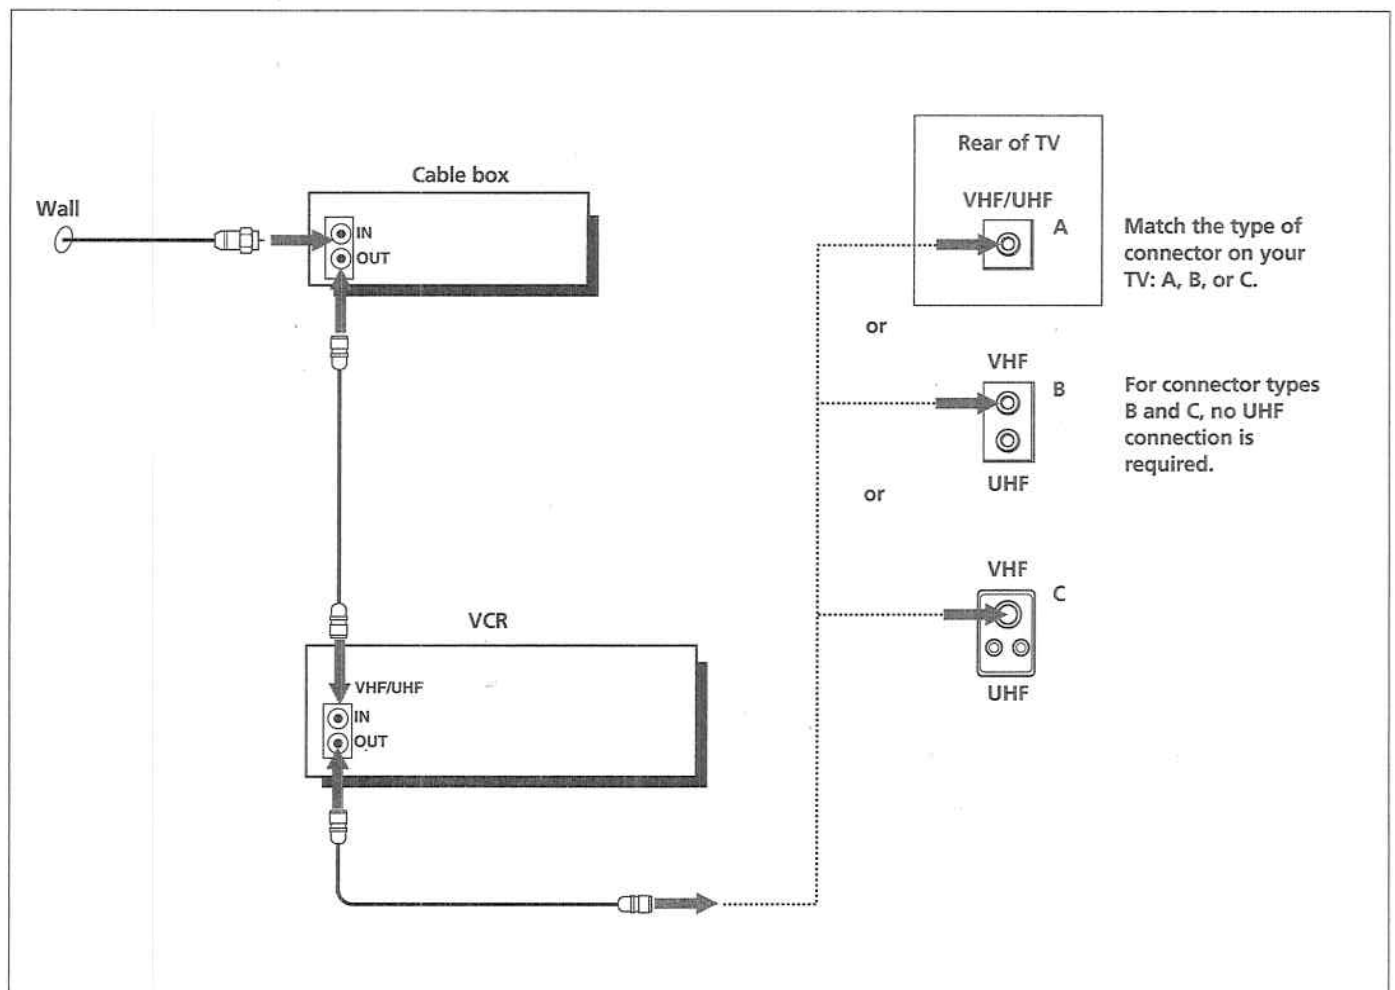 Cable box
Wall
IN
OUT
VCR
VHF/UHF
IN
OUT
Rear of TV
VHF/UHF
A
Match the type of
connector on your
TV: A, B, or C.
or
VHF
B
UHF
For connector types
B and C, no UHF
connection is
required.
or
VHF
C
UHF